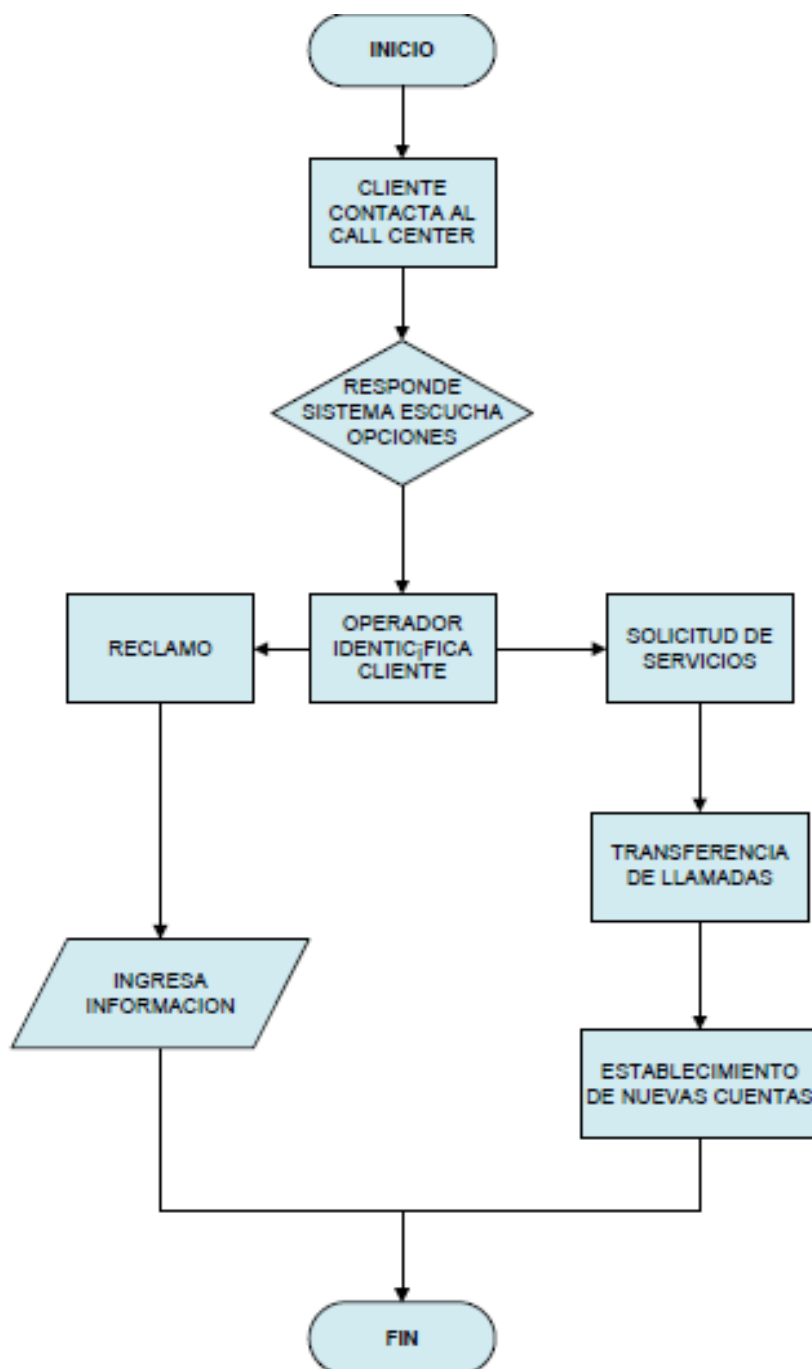 INICIO
CLIENTE
CONTACTA AL
CALL CENTER
RESPONDE
SISTEMA ESCUCHA
OPCIONES
RECLAMO
OPERADOR
IDENTIC¡FICA
CLIENTE
SOLICITUD DE
SERVICIOS
TRANSFERENCIA
DE LLAMADAS
INGRESA
INFORMACION
ESTABLECIMIENTO
DE NUEVAS CUENTAS
FIN